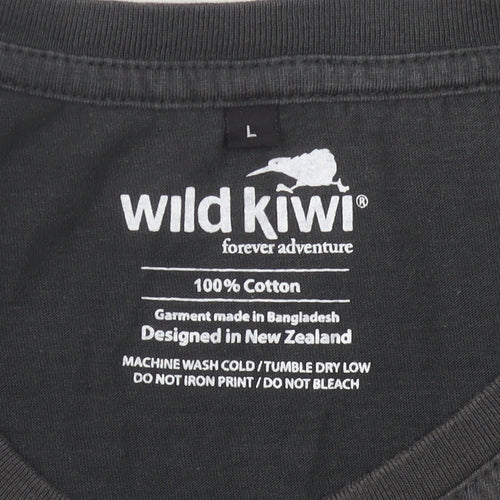 L
wild kiwi®
forever adventure
100% Cotton
Garment made in Bangladesh
Designed in New Zealand
MACHINE WASH COLD / TUMBLE DRY LOW
DO NOT IRON PRINT / DO NOT BLEACH